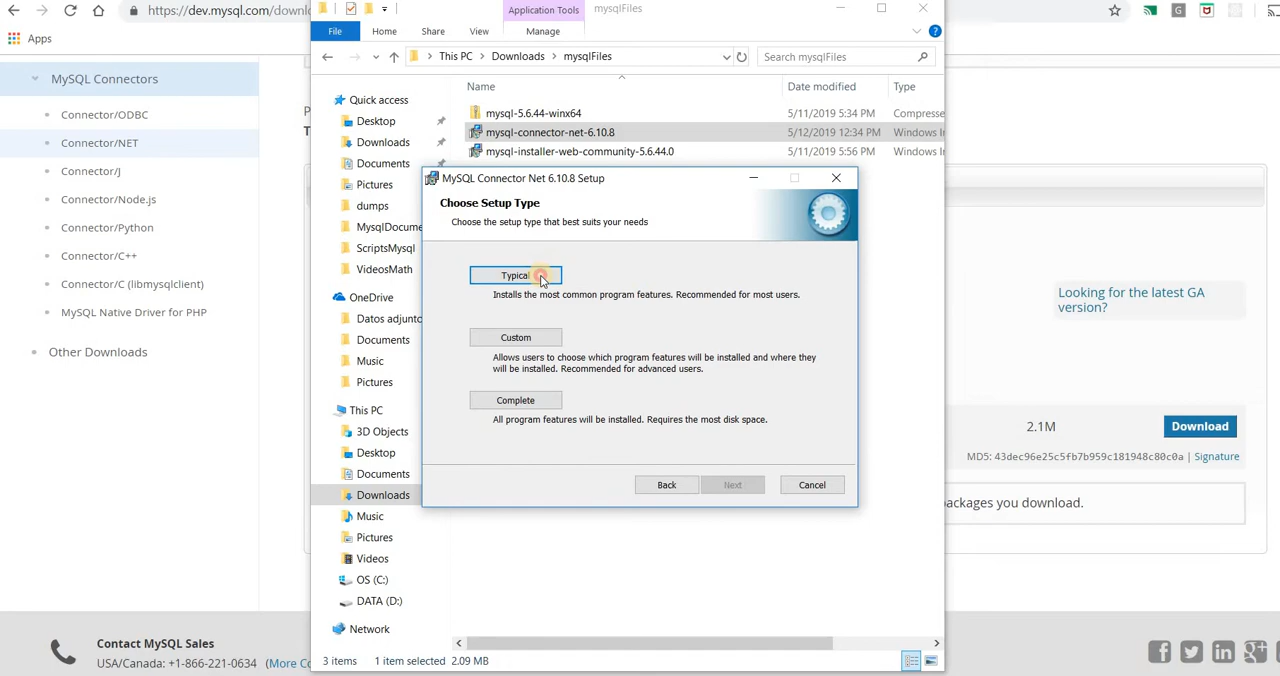 https://dev.mysql.com/downl
Apps
MySQL Connectors
Connector/ODBC
Connector/NET
Connector/J
Connector/Node.js
Connector/Python
Connector/C++
Connector/C (libmysqlclient)
MySQL Native Driver for PHP
Other Downloads
Application Tools
mysqlFiles
File
Home
Share
View
Manage
This PC
Downloads
mysqlFiles
Search mysqlFiles
Name
Date modified
Type
mysql-5.6.44-winx64
5/11/2019 5:34 PM
Compresse
mysql-connector-net-6.10.8
5/12/2019 12:34 PM
Windows In
mysql-installer-web-community-5.6.44.0
5/11/2019 5:56 PM
Windows In
Quick access
Desktop
Downloads
Documents
Pictures
dumps
MysqlDocume
ScriptsMysql
VideosMath
OneDrive
Datos adjunto
Documents
Music
Pictures
This PC
3D Objects
Desktop
Documents
Downloads
Music
Pictures
Videos
OS (C:)
DATA (D:)
Network
3 items
1 item selected
2.09 MB
MySQL Connector Net 6.10.8 Setup
Choose Setup Type
Choose the setup type that best suits your needs
Typical
Installs the most common program features. Recommended for most users.
Custom
Allows users to choose which program features will be installed and where they
will be installed. Recommended for advanced users.
Complete
All program features will be installed. Requires the most disk space.
Back
Next
Cancel
Looking for the latest GA
version?
2.1M
Download
MD5: 43dec96e25c5fb7b959c181948c80c0a | Signature
packages you download.
Contact MySQL Sales
USA/Canada: +1-866-221-0634 (More Co